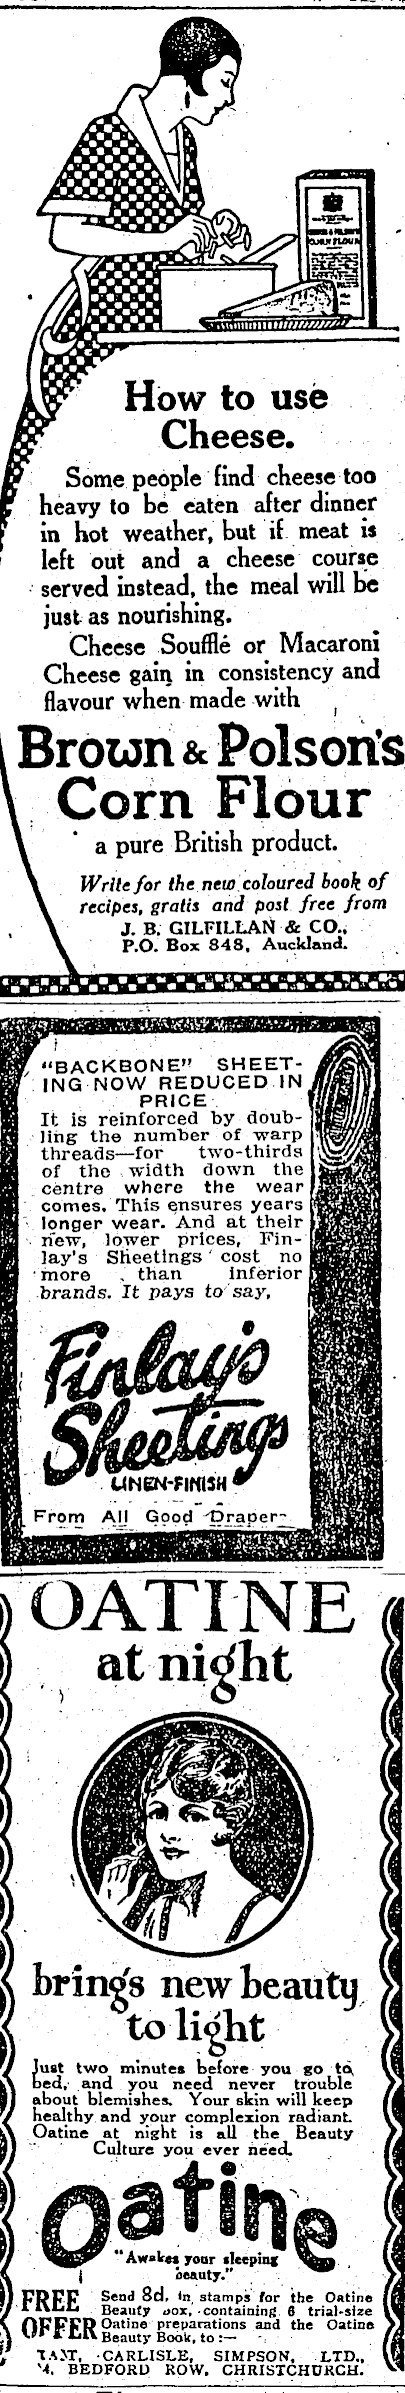 How to use
Cheese.
Some people find cheese too
heavy to be eaten after dinner
in hot weather, but if meat is
left out and a cheese course
served instead, the meal will be
just as nourishing.
Cheese Soufflé or Macaroni
Cheese gain in consistency and
flavour when made with
Brown & Polson's
Corn Flour
a pure British product.
Write for the new coloured book of
recipes, gratis and post free from
J. B. GILFILLAN & CO.,
P.O. Box 848, Auckland.
"BACKBONE" SHEET-
ING NOW REDUCED IN
PRICE
It is reinforced by doub-
ling the number of warp
threads—for two-thirds
of the width down the
centre where the wear
comes. This ensures years
longer wear. And at their
new, lower prices, Fin-
lay's Sheetings cost no
more than inferior
brands. It pays to say,
Finlay's
Sheetings
LINEN-FINISH
From All Good Draper
OATINE
at night
brings new beauty
to light
Just two minutes before you go to
bed, and you need never trouble
about blemishes. Your skin will keep
healthy and your complexion radiant.
Oatine at night is all the Beauty
Culture you ever need.
Oatine
"Awakes your sleeping
beauty."
FREE OFFER
Send 8d. in stamps for the Oatine
Beauty Box, containing 6 trial-size
Oatine preparations and the Oatine
Beauty Book, to :—
CARLISLE, SIMPSON, LTD.,
BEDFORD ROW, CHRISTCHURCH.